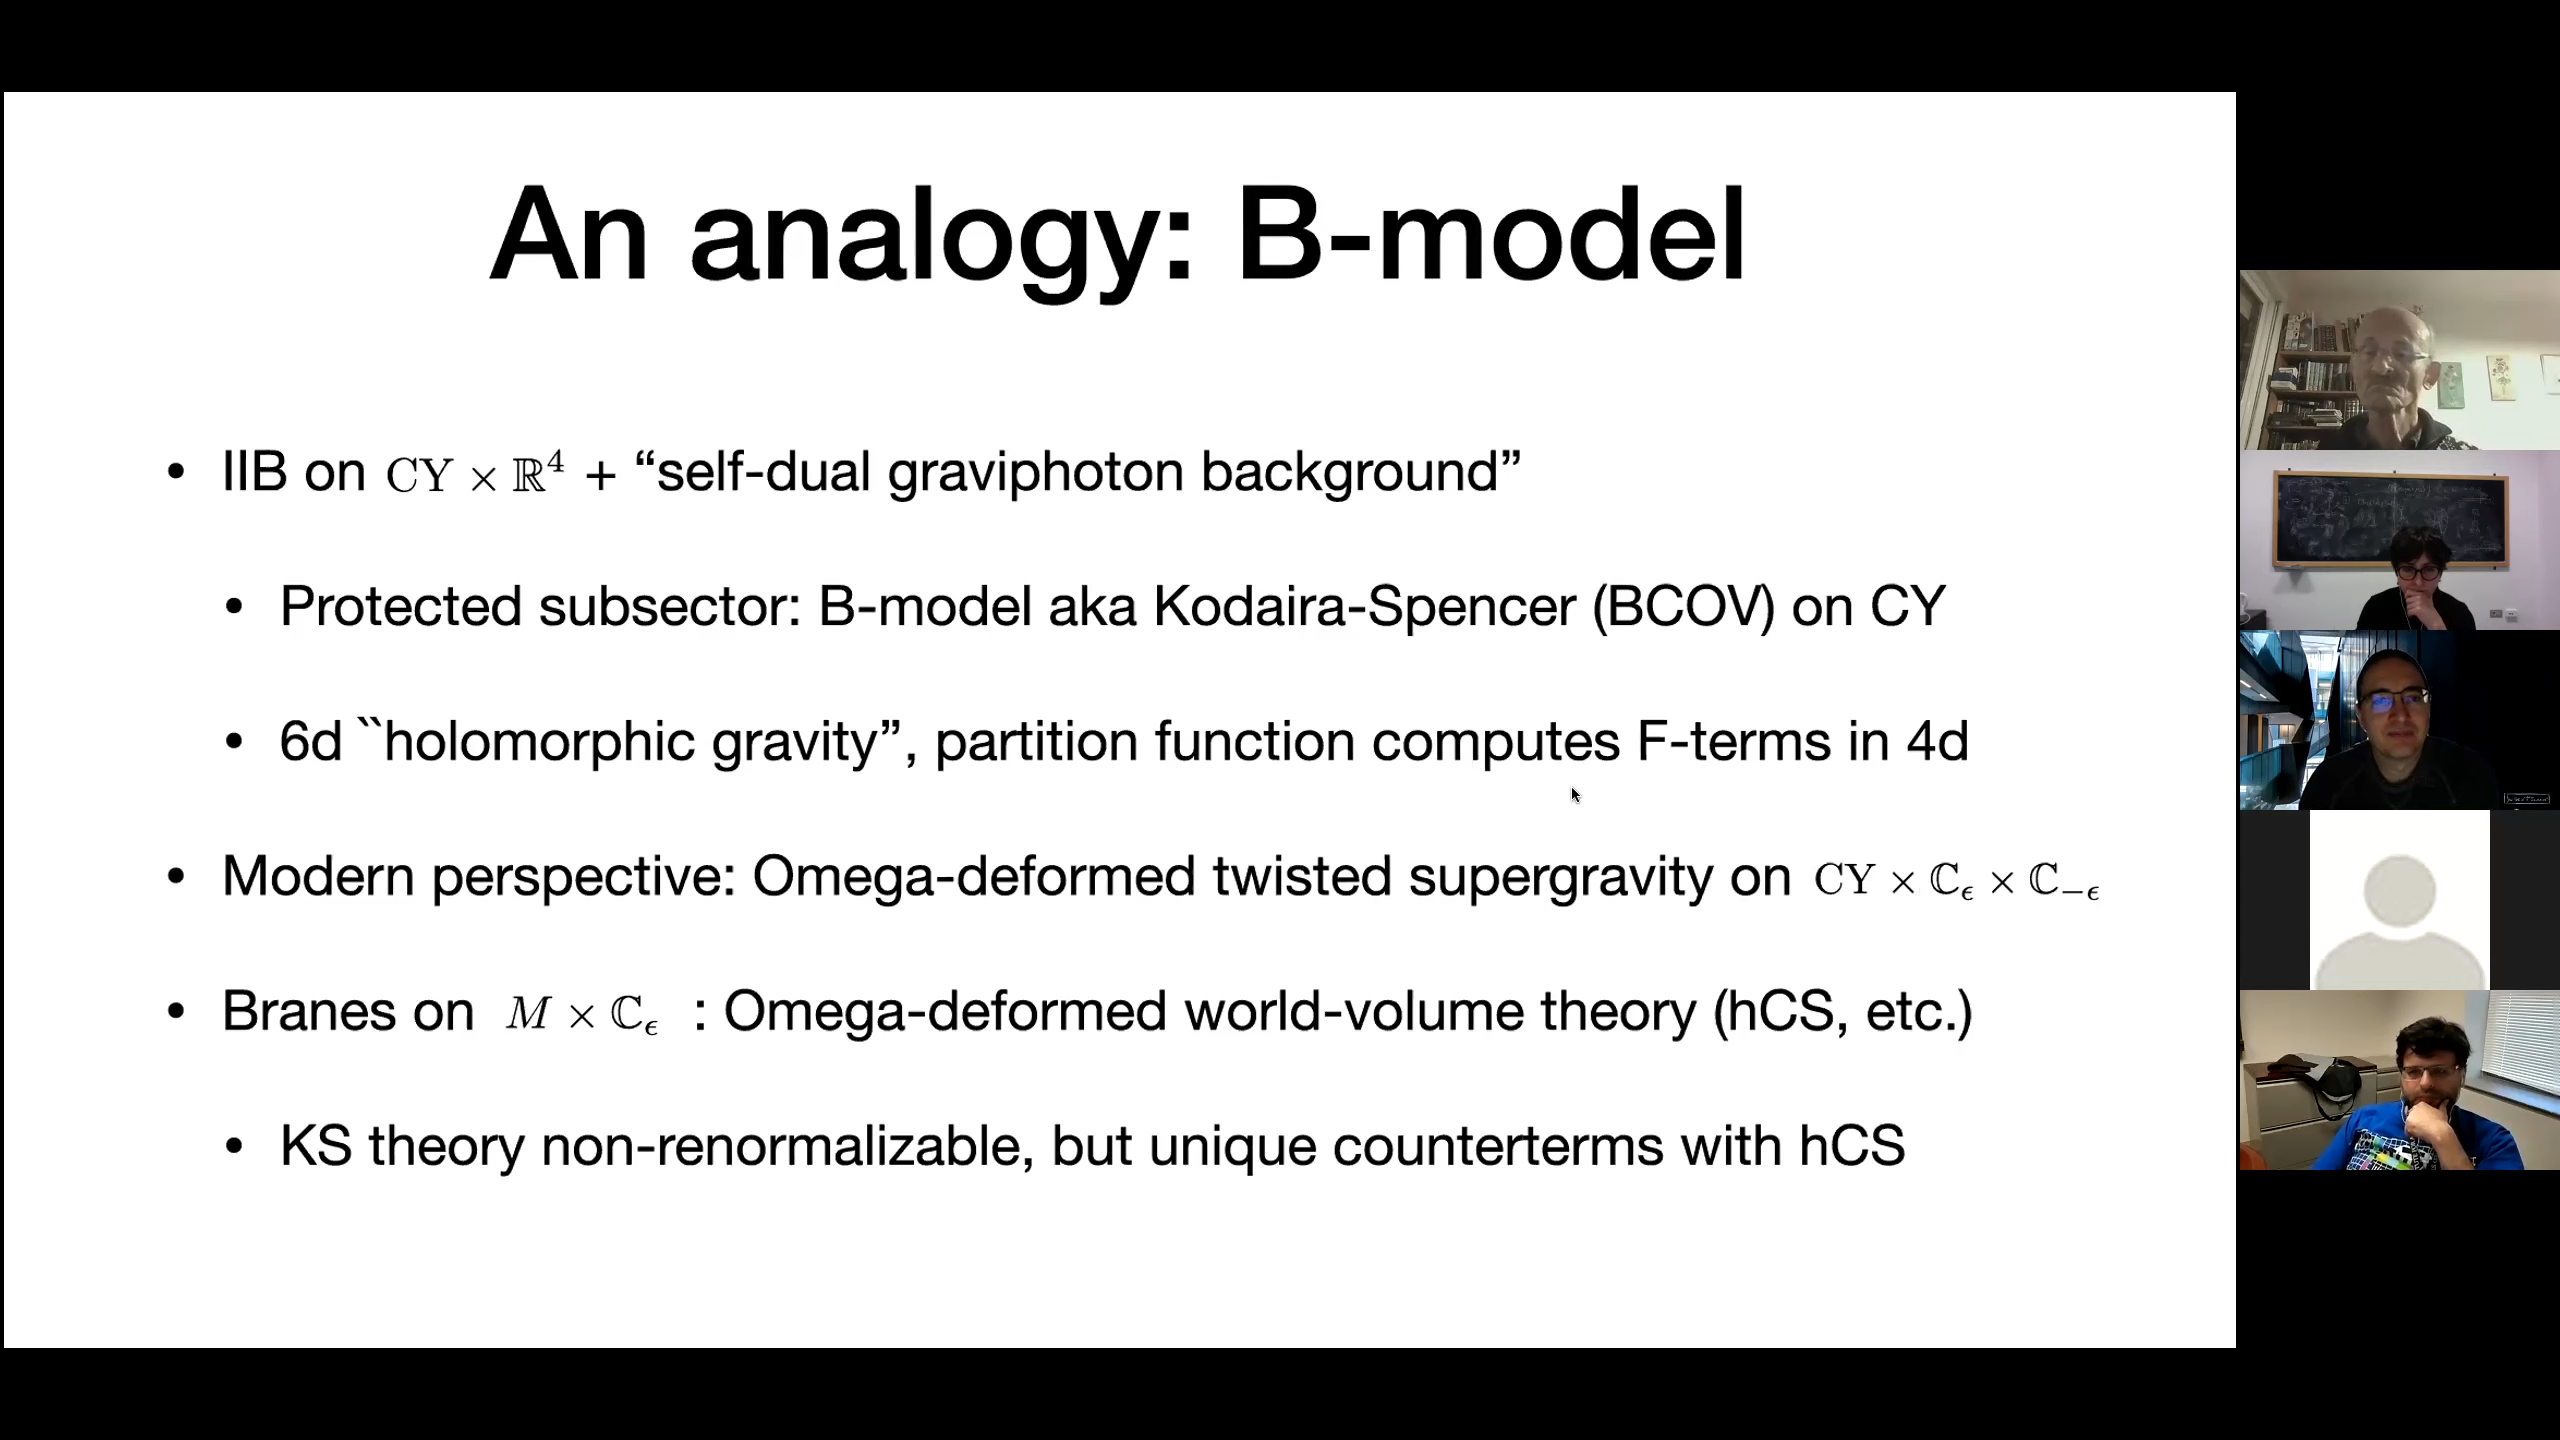 An analogy: B-model
• IIB on CY × ℝ⁴ + “self-dual graviphoton background”
• Protected subsector: B-model aka Kodaira-Spencer (BCOV) on CY
• 6d ``holomorphic gravity”, partition function computes F-terms in 4d
• Modern perspective: Omega-deformed twisted supergravity on CY × ℂ_ϵ × ℂ_−ϵ
• Branes on M × ℂ_ϵ : Omega-deformed world-volume theory (hCS, etc.)
• KS theory non-renormalizable, but unique counterterms with hCS